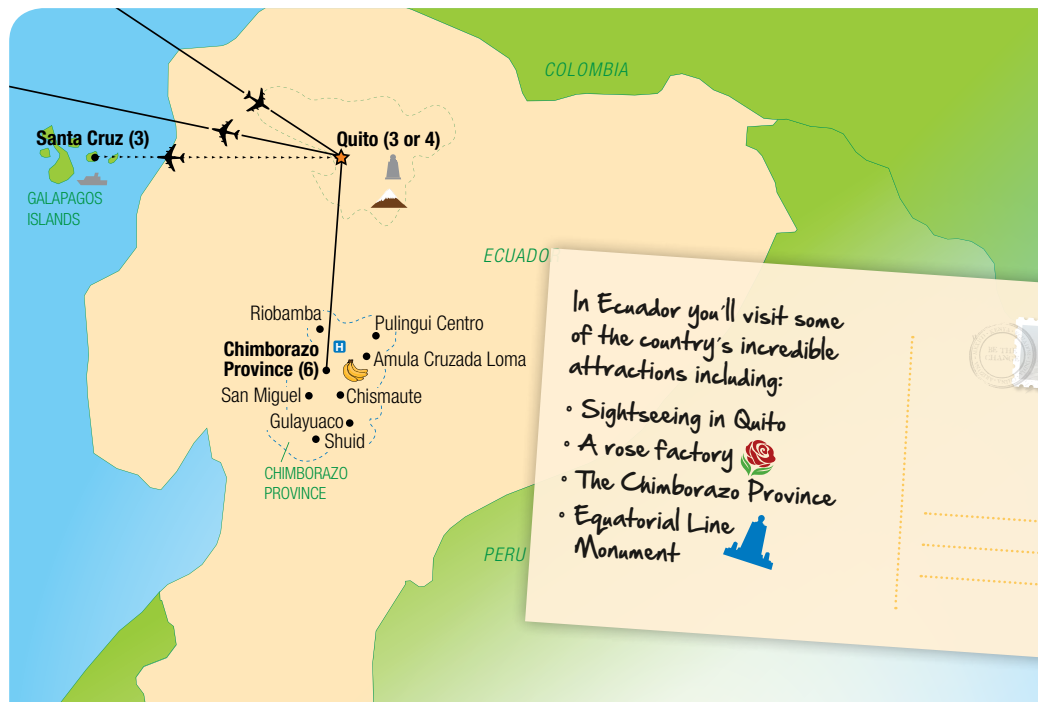 COLOMBIA
Santa Cruz (3)
Quito (3 or 4)
GALAPAGOS
ISLANDS
ECUADO
Riobamba
Pulingui Centro
H
Chimborazo
Province (6)
Amula Cruzada Loma
San Miguel
Chismaute
Gulayuaco
Shuid
CHIMBORAZO
PROVINCE
PERU
In Ecuador you'll visit some
of the country's incredible
attractions including:
• Sightseeing in Quito
• A rose factory
• The Chimborazo Province
• Equatorial Line
Monument